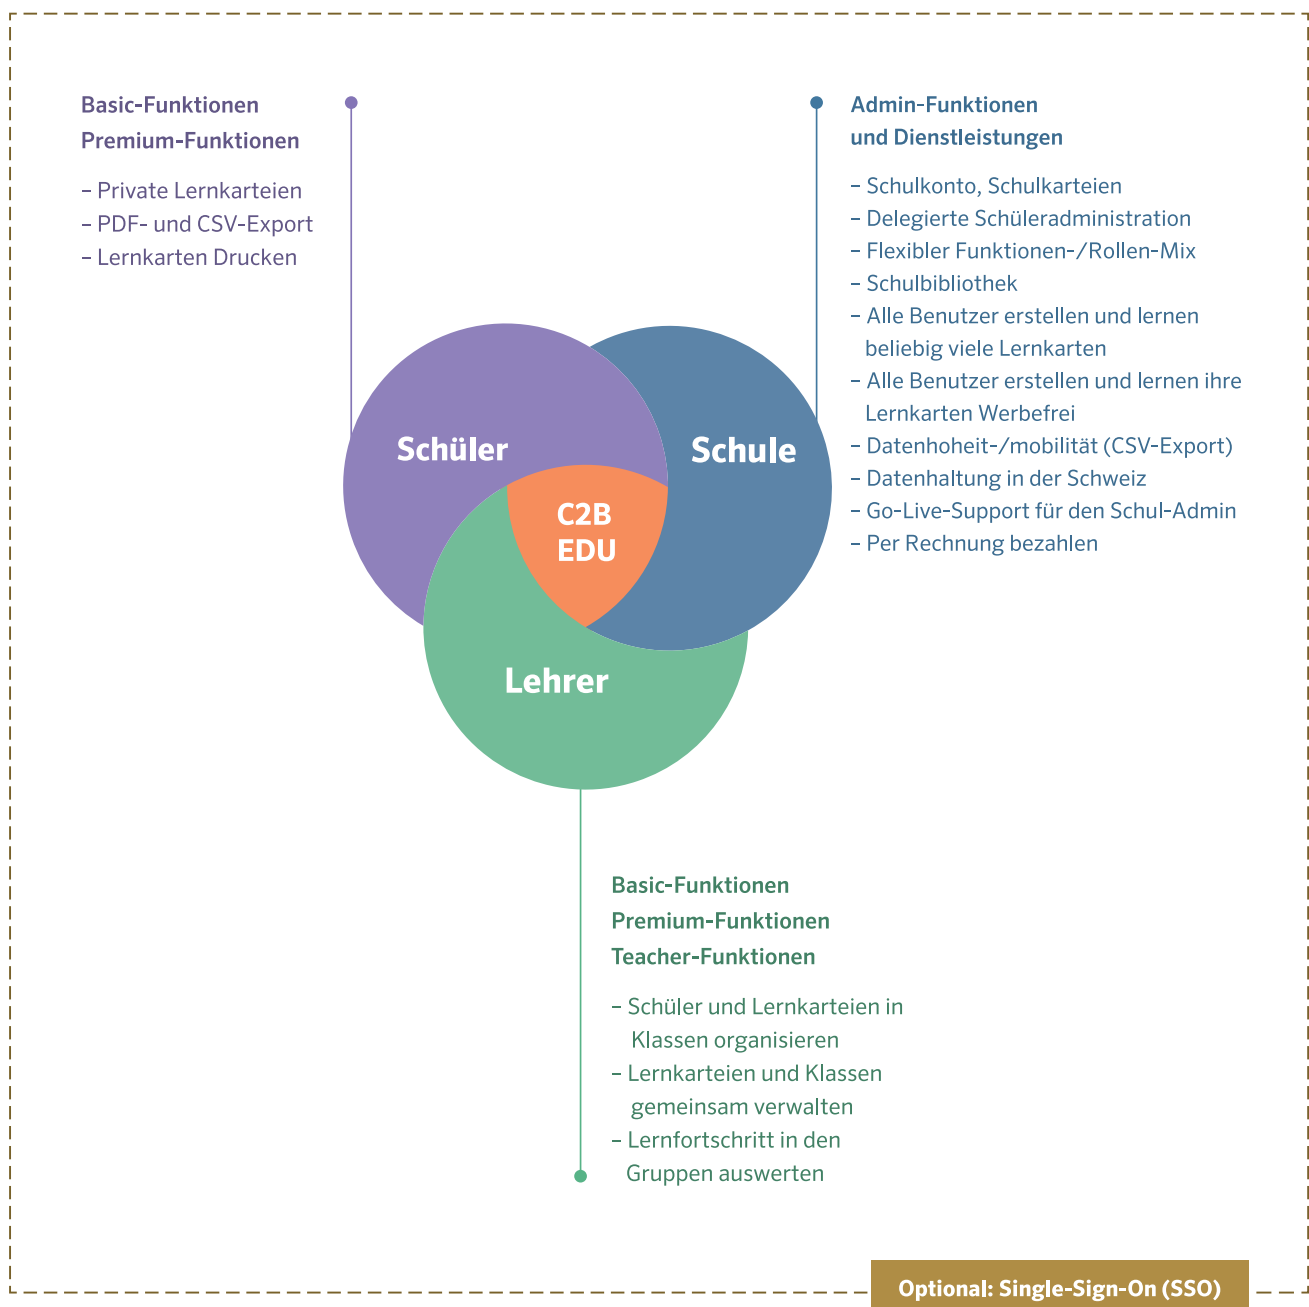 Basic-Funktionen
Premium-Funktionen
– Private Lernkarteien
– PDF- und CSV-Export
– Lernkarten Drucken
Admin-Funktionen
und Dienstleistungen
– Schulkonto, Schulkarteien
– Delegierte Schüleradministration
– Flexibler Funktionen-/Rollen-Mix
– Schulbibliothek
– Alle Benutzer erstellen und lernen
beliebig viele Lernkarten
– Alle Benutzer erstellen und lernen ihre
Lernkarten Werbefrei
– Datenhoheit-/mobilität (CSV-Export)
– Datenhaltung in der Schweiz
– Go-Live-Support für den Schul-Admin
– Per Rechnung bezahlen
Schüler
Schule
C2B
EDU
Lehrer
Basic-Funktionen
Premium-Funktionen
Teacher-Funktionen
– Schüler und Lernkarteien in
Klassen organisieren
– Lernkarteien und Klassen
gemeinsam verwalten
– Lernfortschritt in den
Gruppen auswerten
Optional: Single-Sign-On (SSO)